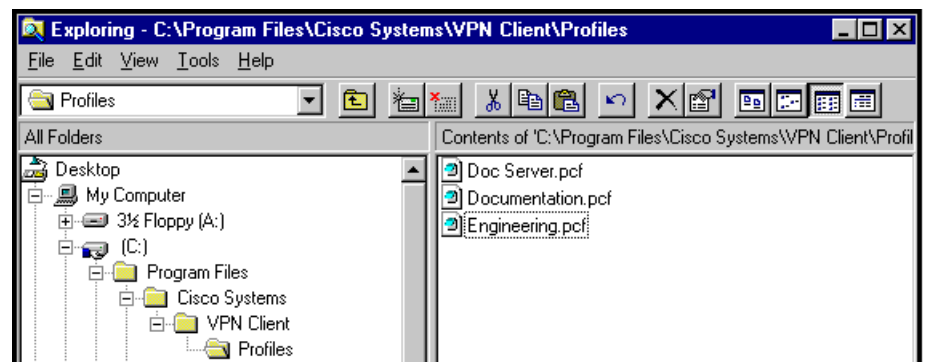 Exploring - C:\Program Files\Cisco Systems\VPN Client\Profiles
File Edit View Tools Help
Profiles
All Folders
Contents of 'C:\Program Files\Cisco Systems\VPN Client\Profil
Desktop
My Computer
3½ Floppy (A:)
(C:)
Program Files
Cisco Systems
VPN Client
Profiles
Doc Server.pcf
Documentation.pcf
Engineering.pcf